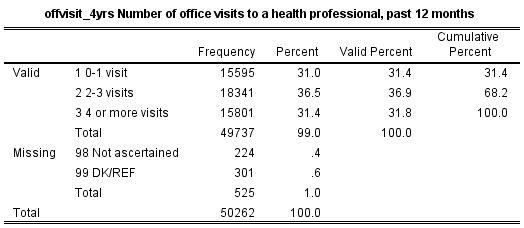 offvisit_4yrs Number of office visits to a health professional, past 12 months
Frequency Percent Valid Percent Cumulative Percent
Valid 1 0-1 visit 15595 31.0 31.4 31.4
2 2-3 visits 18341 36.5 36.9 68.2
3 4 or more visits 15801 31.4 31.8 100.0
Total 49737 99.0 100.0
Missing 98 Not ascertained 224 .4
99 DK/REF 301 .6
Total 525 1.0
Total 50262 100.0